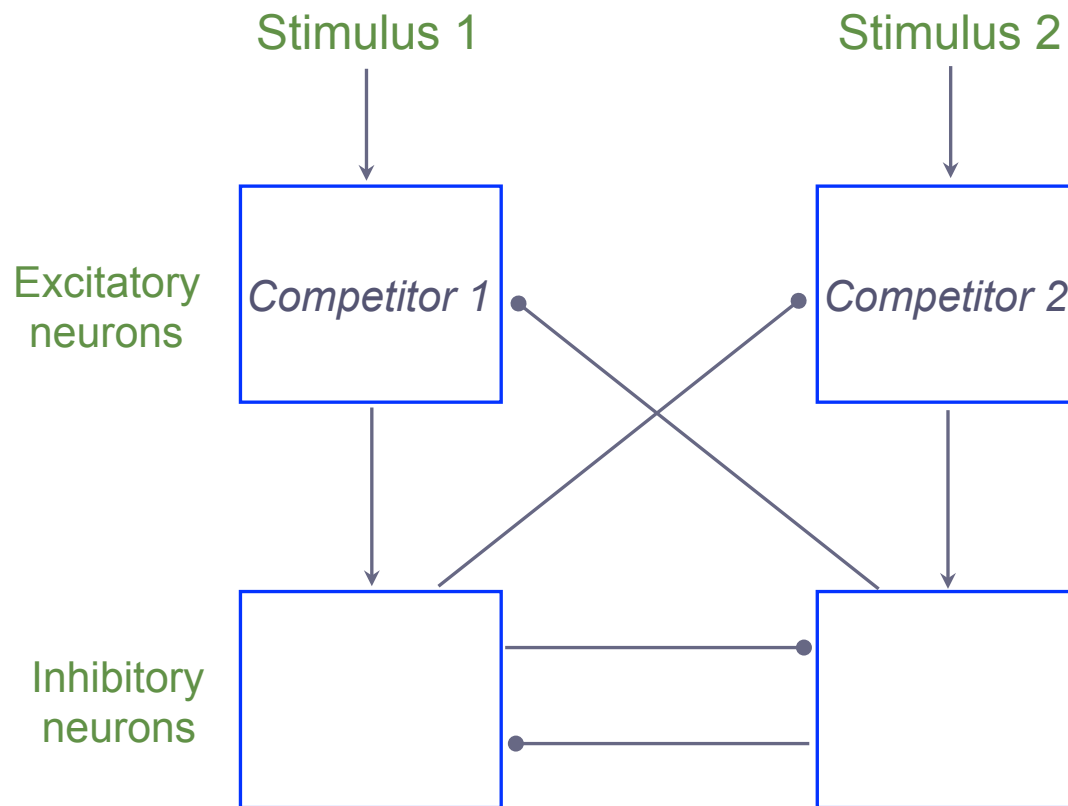 Stimulus 1
Stimulus 2
Excitatory
neurons
Competitor 1
Competitor 2
Inhibitory
neurons